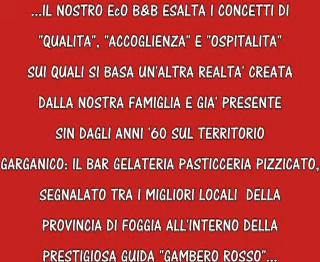 ...IL NOSTRO EcO B&B ESALTA I CONCETTI DI
"QUALITA", "ACCOGLIENZA" E "OSPITALITA"
SUI QUALI SI BASA UN'ALTRA REALTA' CREATA
DALLA NOSTRA FAMIGLIA E GIA' PRESENTE
SIN DAGLI ANNI '60 SUL TERRITORIO
GARGANICO: IL BAR GELATERIA PASTICCERIA PIZZICATO,
SEGNALATO TRA I MIGLIORI LOCALI DELLA
PROVINCIA DI FOGGIA ALL'INTERNO DELLA
PRESTIGIOSA GUIDA "GAMBERO ROSSO"...